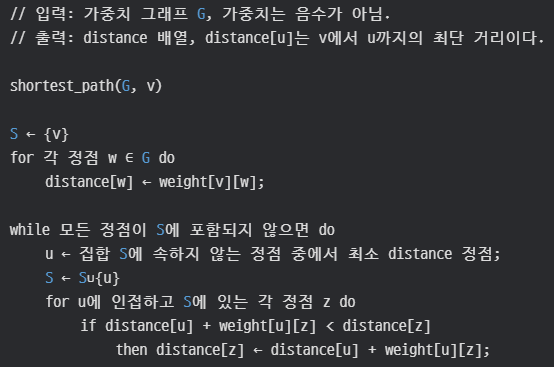 // 입력: 가중치 그래프 G, 가중치는 음수가 아님.
// 출력: distance 배열, distance[u]는 v에서 u까지의 최단 거리이다.
shortest_path(G, v)
S ← {v}
for 각 정점 w ∈ G do
distance[w] ← weight[v][w];
while 모든 정점이 S에 포함되지 않으면 do
u ← 집합 S에 속하지 않는 정점 중에서 최소 distance 정점;
S ← S∪{u}
for u에 인접하고 S에 있는 각 정점 z do
if distance[u] + weight[u][z] < distance[z]
then distance[z] ← distance[u] + weight[u][z];